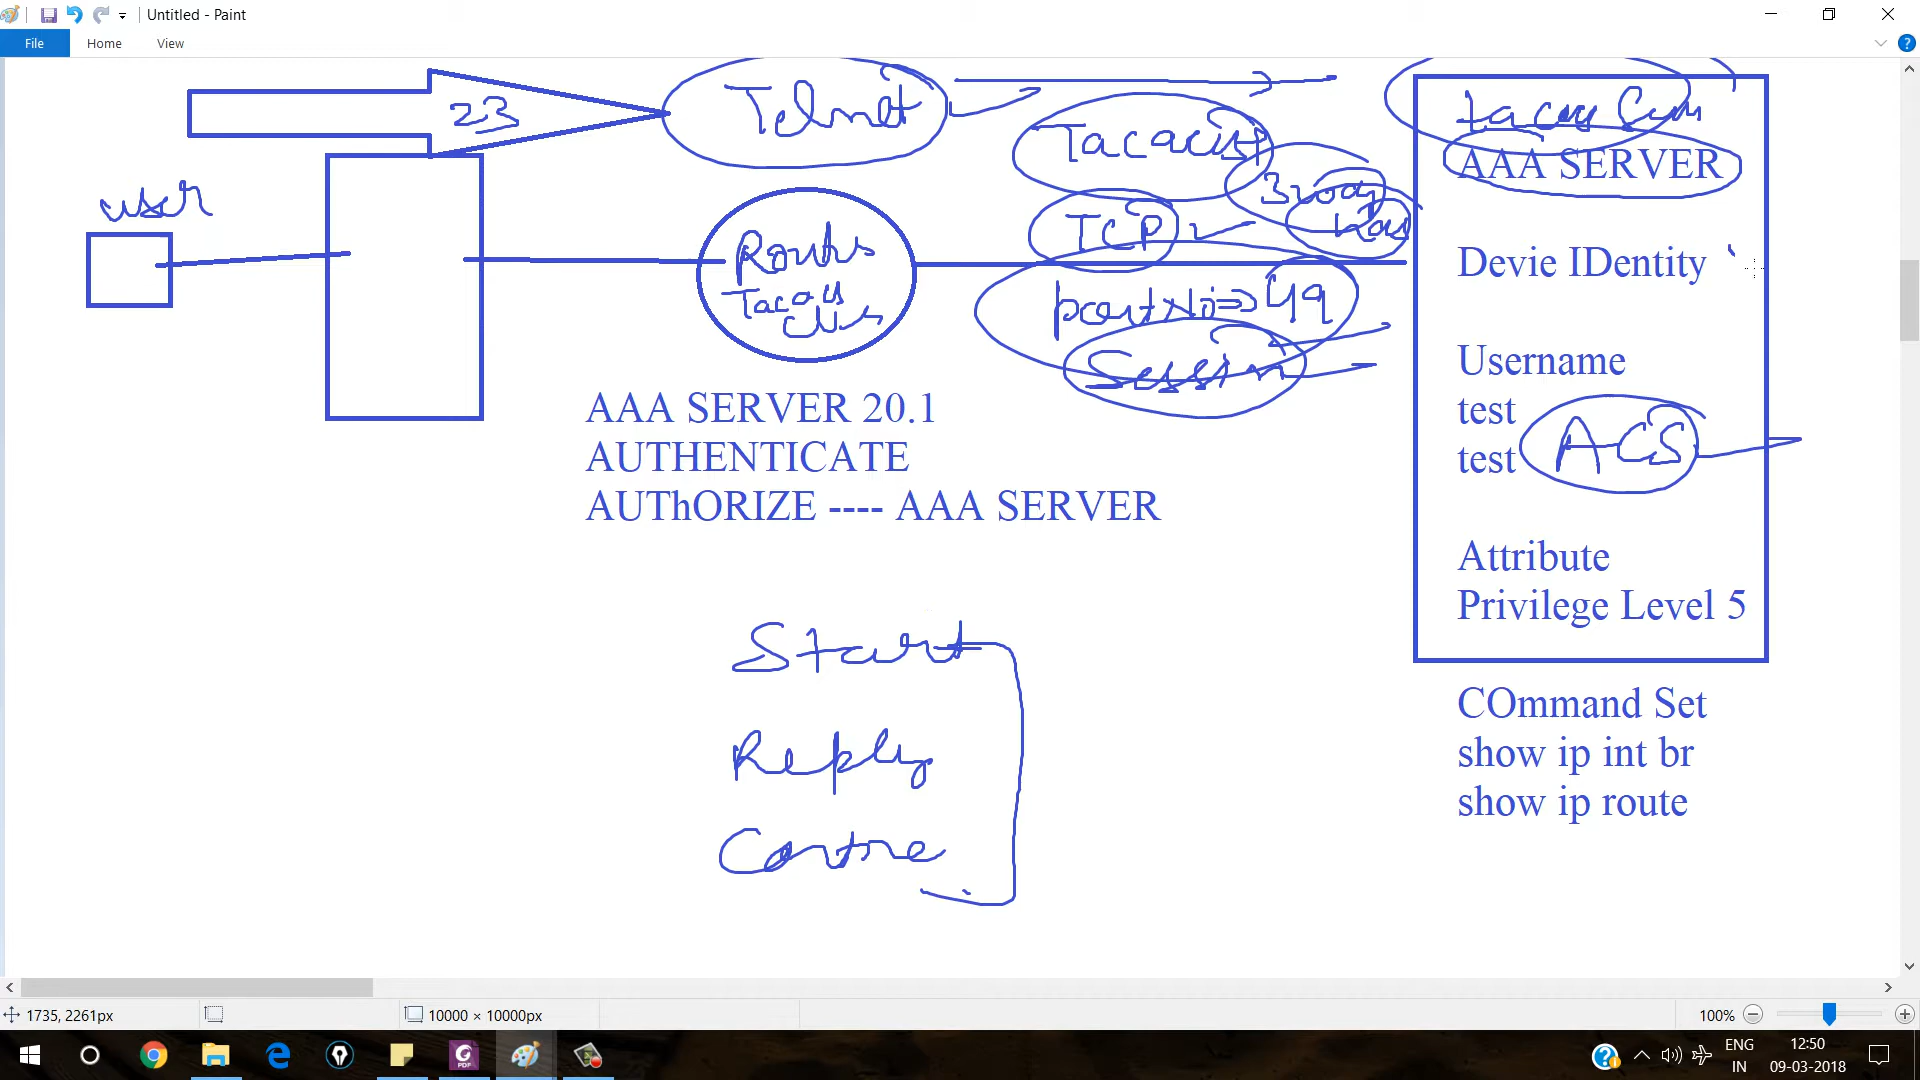 Untitled - Paint
File Home View
23
Telnet
Tacacs+
TCP
3way
user
Router
Tacacs
port No => 49
Session
AAA SERVER
Devie IDentity
Username
test
test
ACS
Attribute
Privilege Level 5
AAA SERVER 20.1
AUTHENTICATE
AUThORIZE ---- AAA SERVER
Start
Reply
COmmand Set
show ip int br
show ip route
1735, 2261px
10000 × 10000px
100%
ENG
IN
12:50
09-03-2018